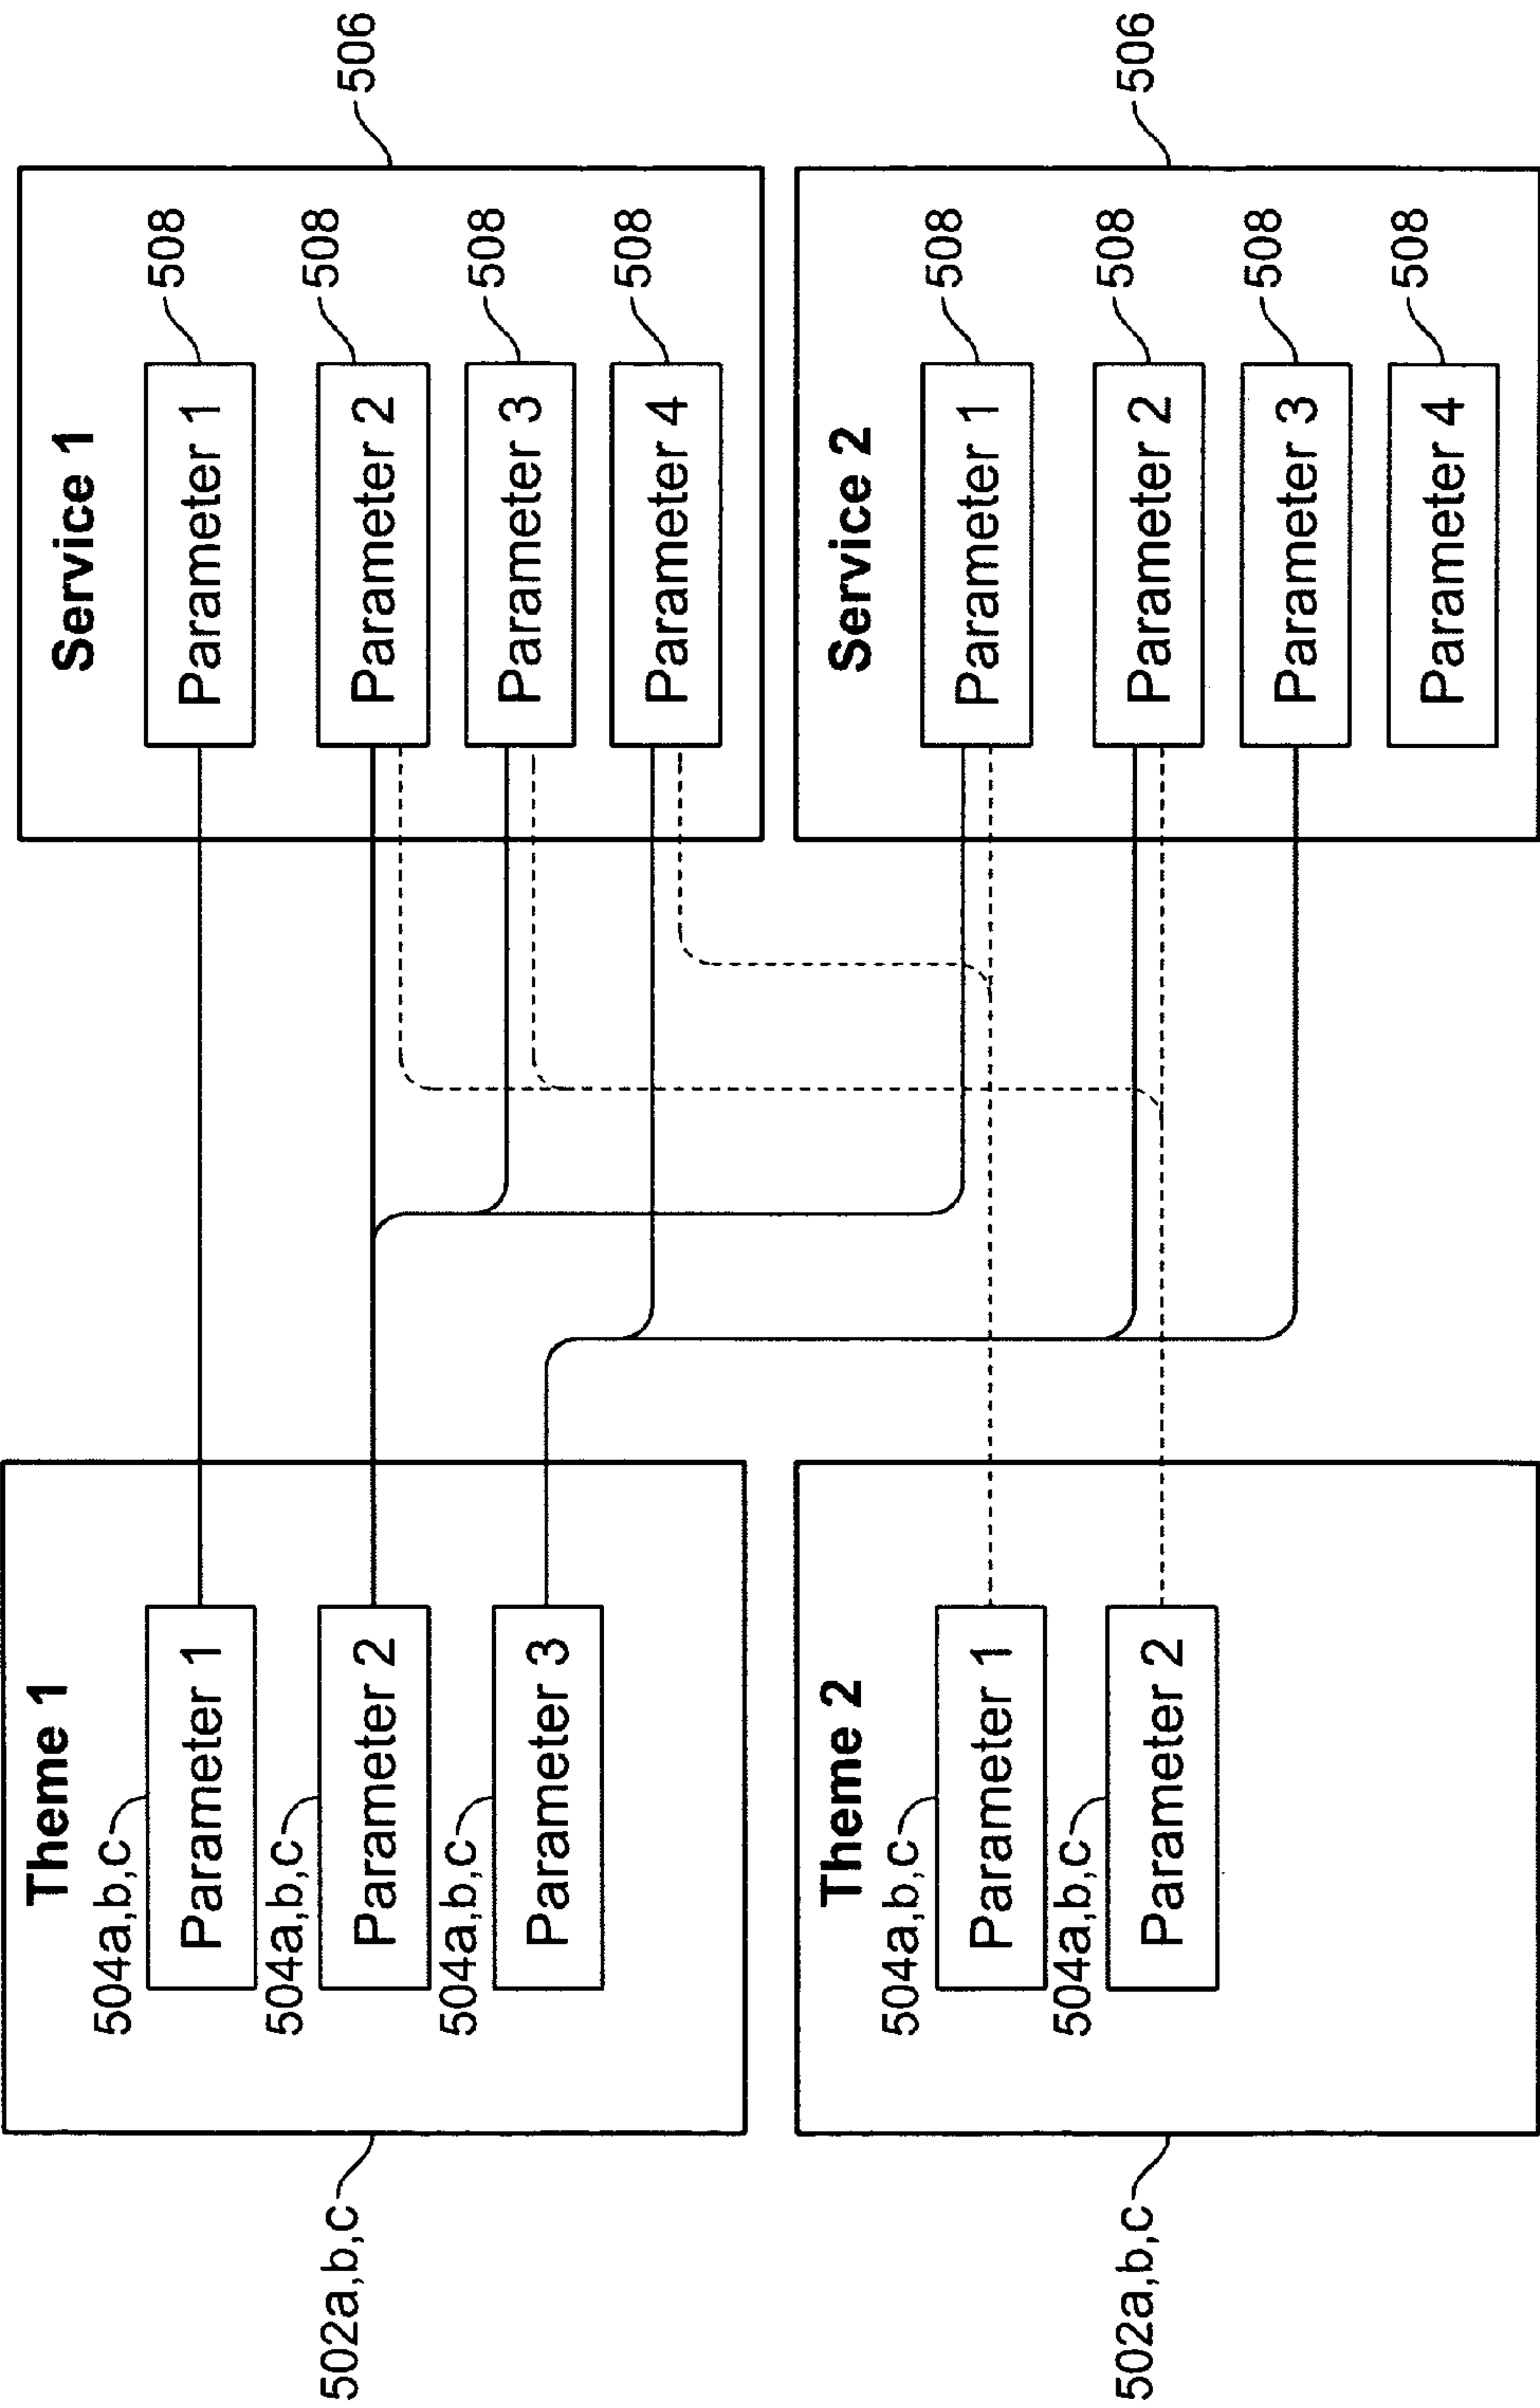 502a,b,c
Theme 1
504a,b,c
Parameter 1
504a,b,c
Parameter 2
504a,b,c
Parameter 3
Service 1
Parameter 1
508
Parameter 2
508
Parameter 3
508
Parameter 4
508
506
502a,b,c
Theme 2
504a,b,c
Parameter 1
504a,b,c
Parameter 2
Service 2
Parameter 1
508
Parameter 2
508
Parameter 3
508
Parameter 4
508
506